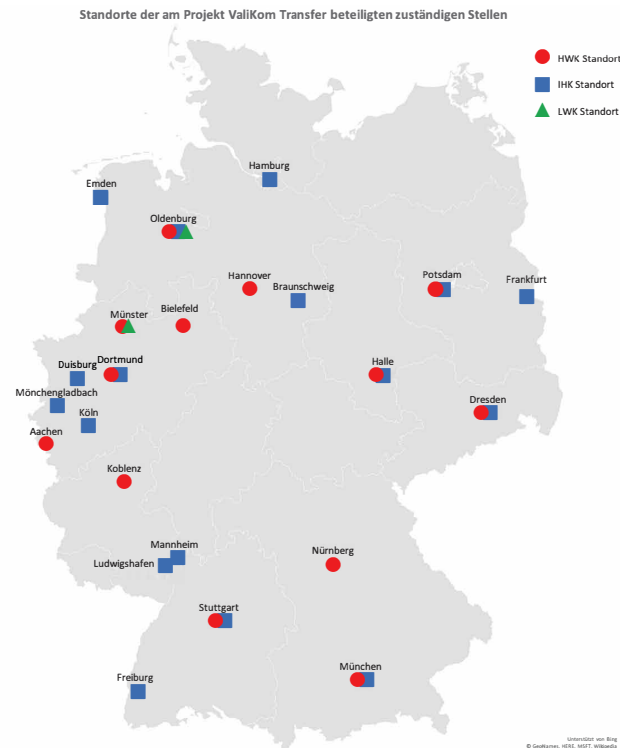 Standorte der am Projekt ValiKom Transfer beteiligten zuständigen Stellen
HWK Standort
IHK Standort
LWK Standort
Hamburg
Emden
Oldenburg
Hannover
Braunschweig
Potsdam
Frankfurt
Münster
Bielefeld
Duisburg
Dortmund
Halle
Mönchengladbach
Köln
Dresden
Aachen
Koblenz
Mannheim
Ludwigshafen
Nürnberg
Stuttgart
München
Freiburg
Unterstützt von Bing
© GeoNames, HERE, MSFT, Wikipedia